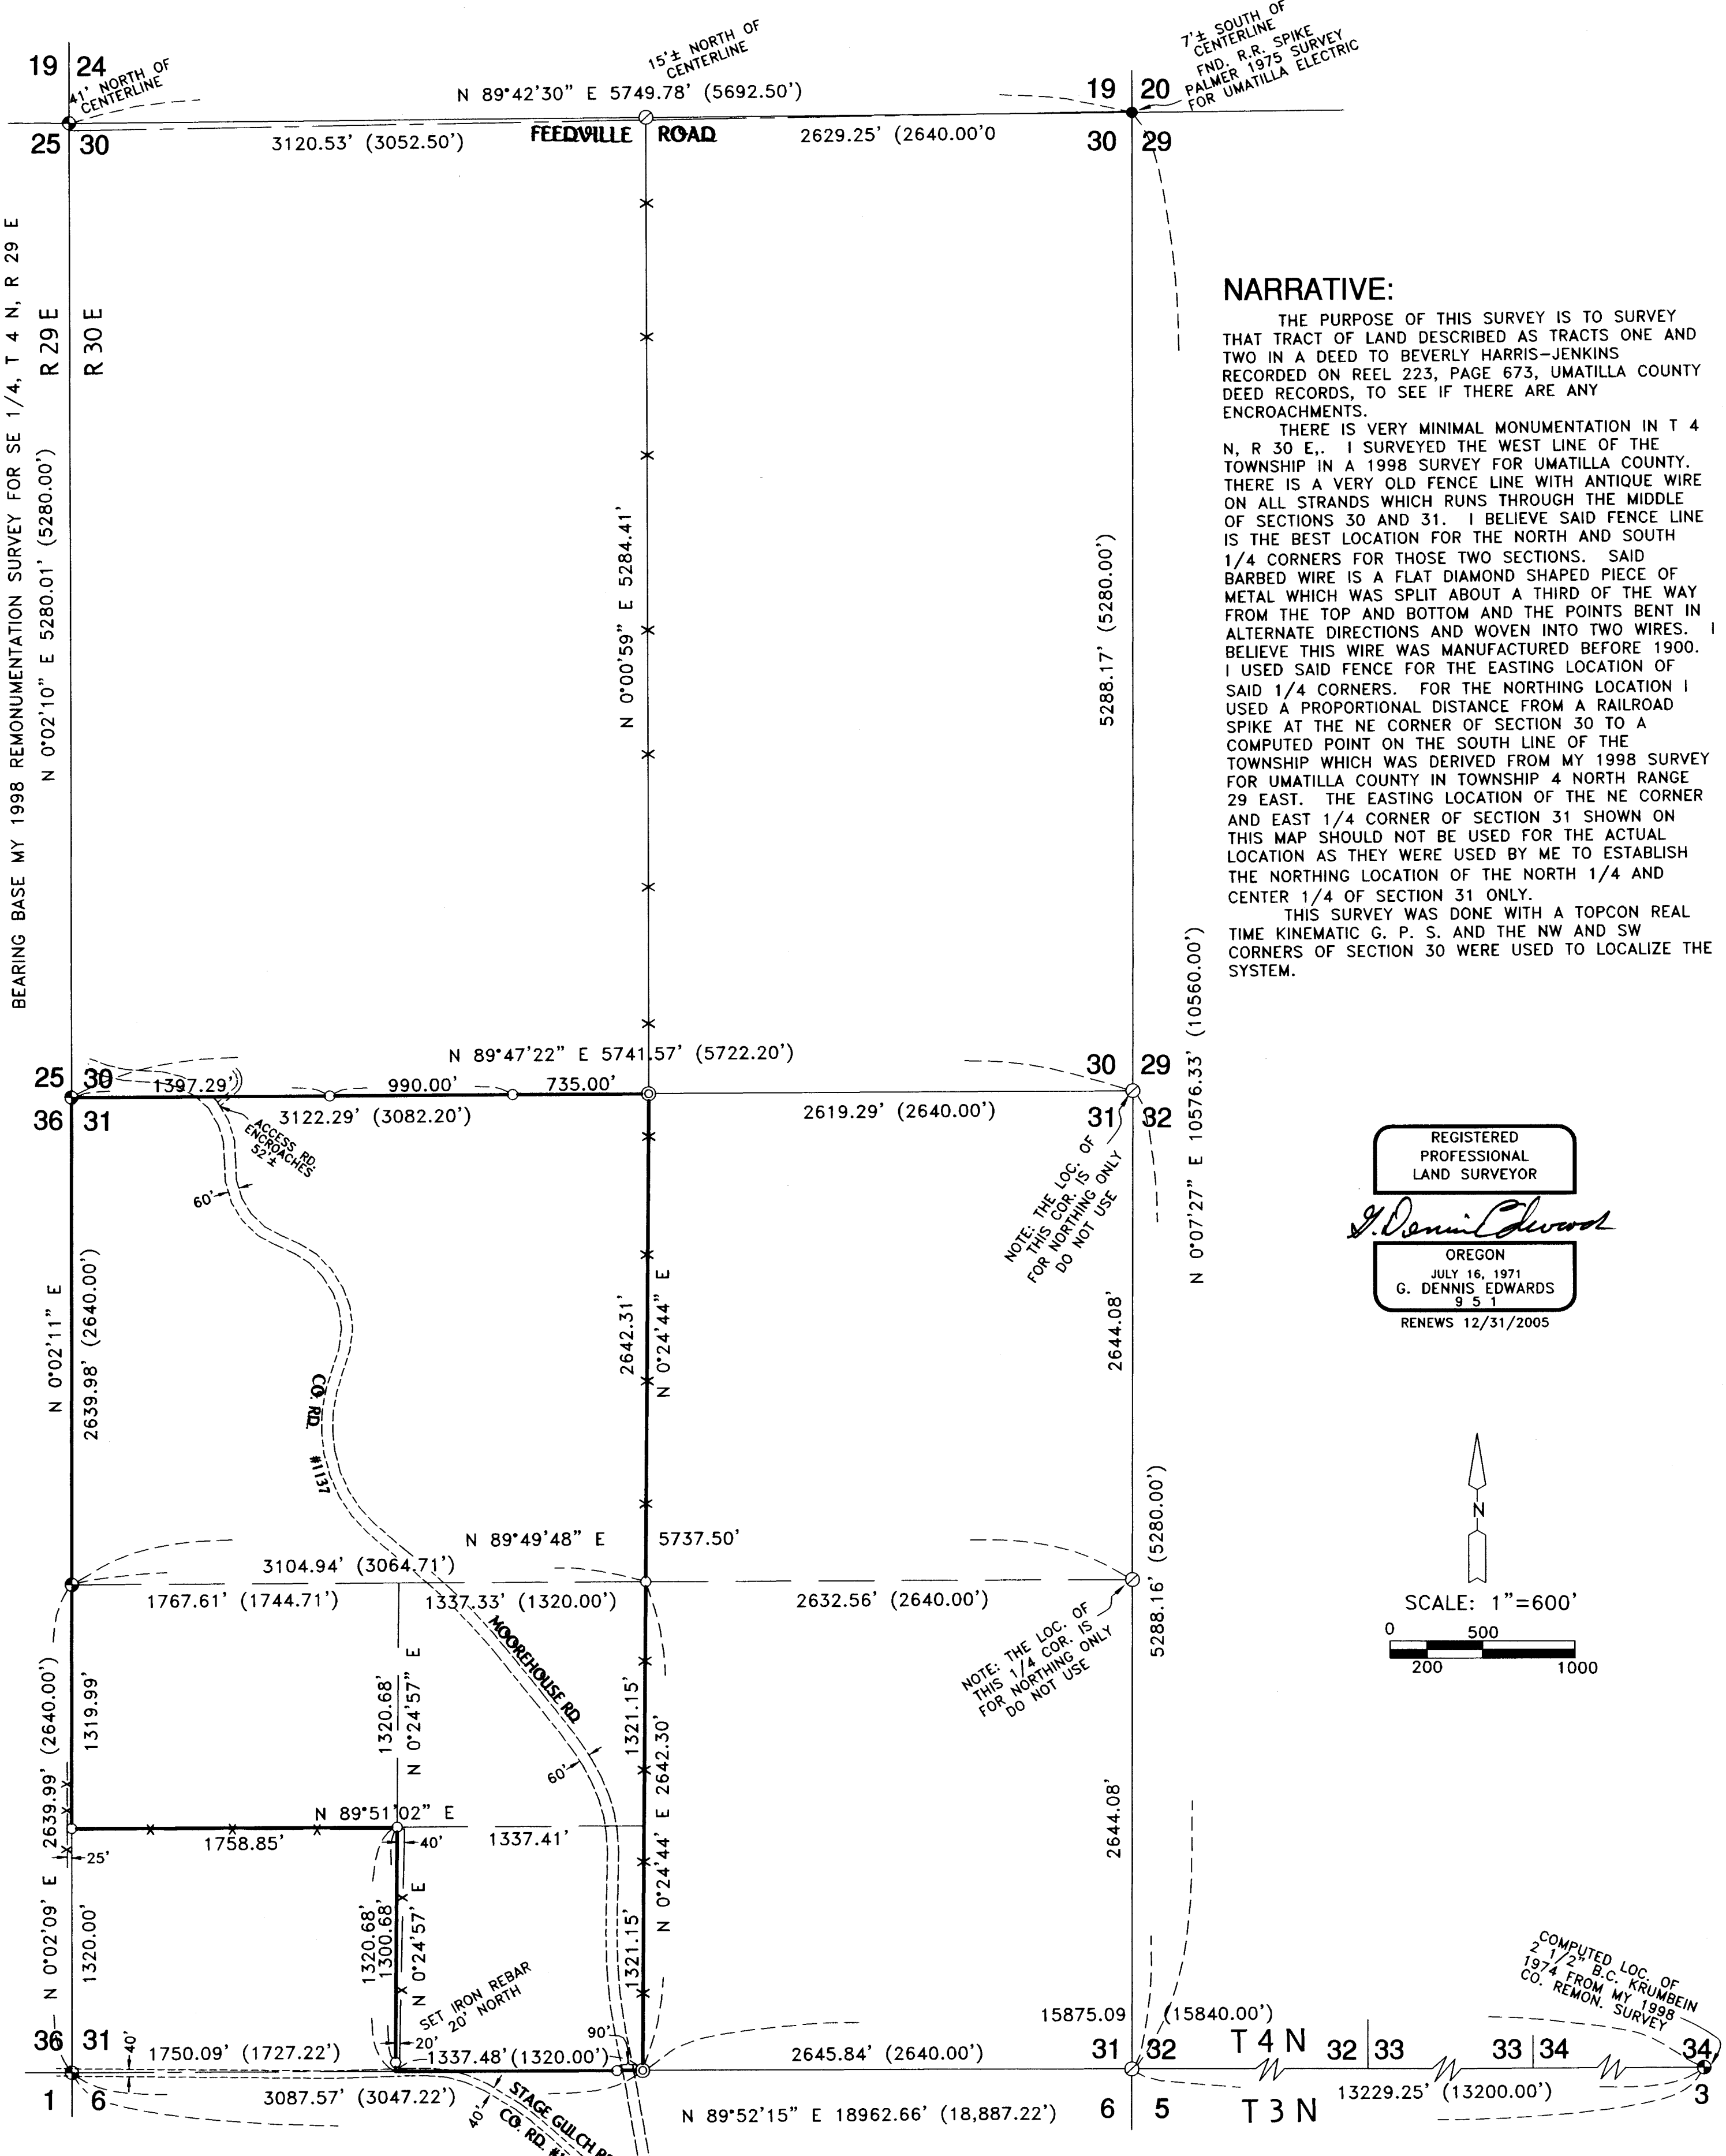 19 24
41' NORTH OF
CENTERLINE
25 30
15'± NORTH OF
CENTERLINE
N 89°42'30" E 5749.78' (5692.50')
3120.53' (3052.50')
FEEDVILLE ROAD
2629.25' (2640.00'0
7'± SOUTH OF
CENTERLINE
FND. R.R. SPIKE
PALMER 1975 SURVEY
FOR UMATILLA ELECTRIC
19 20
30 29
BEARING BASE MY 1998 REMONUMENTATION SURVEY FOR SE 1/4, T 4 N, R 29 E
N 0°02'10" E 5280.01' (5280.00')
R 29 E
R 30 E
N 0°00'59" E 5284.41'
5288.17' (5280.00')
NARRATIVE:
THE PURPOSE OF THIS SURVEY IS TO SURVEY
THAT TRACT OF LAND DESCRIBED AS TRACTS ONE AND
TWO IN A DEED TO BEVERLY HARRIS-JENKINS
RECORDED ON REEL 223, PAGE 673, UMATILLA COUNTY
DEED RECORDS, TO SEE IF THERE ARE ANY
ENCROACHMENTS.
THERE IS VERY MINIMAL MONUMENTATION IN T 4
N, R 30 E,. I SURVEYED THE WEST LINE OF THE
TOWNSHIP IN A 1998 SURVEY FOR UMATILLA COUNTY.
THERE IS A VERY OLD FENCE LINE WITH ANTIQUE WIRE
ON ALL STRANDS WHICH RUNS THROUGH THE MIDDLE
OF SECTIONS 30 AND 31. I BELIEVE SAID FENCE LINE
IS THE BEST LOCATION FOR THE NORTH AND SOUTH
1/4 CORNERS FOR THOSE TWO SECTIONS. SAID
BARBED WIRE IS A FLAT DIAMOND SHAPED PIECE OF
METAL WHICH WAS SPLIT ABOUT A THIRD OF THE WAY
FROM THE TOP AND BOTTOM AND THE POINTS BENT IN
ALTERNATE DIRECTIONS AND WOVEN INTO TWO WIRES. I
BELIEVE THIS WIRE WAS MANUFACTURED BEFORE 1900.
I USED SAID FENCE FOR THE EASTING LOCATION OF
SAID 1/4 CORNERS. FOR THE NORTHING LOCATION I
USED A PROPORTIONAL DISTANCE FROM A RAILROAD
SPIKE AT THE NE CORNER OF SECTION 30 TO A
COMPUTED POINT ON THE SOUTH LINE OF THE
TOWNSHIP WHICH WAS DERIVED FROM MY 1998 SURVEY
FOR UMATILLA COUNTY IN TOWNSHIP 4 NORTH RANGE
29 EAST. THE EASTING LOCATION OF THE NE CORNER
AND EAST 1/4 CORNER OF SECTION 31 SHOWN ON
THIS MAP SHOULD NOT BE USED FOR THE ACTUAL
LOCATION AS THEY WERE USED BY ME TO ESTABLISH
THE NORTHING LOCATION OF THE NORTH 1/4 AND
CENTER 1/4 OF SECTION 31 ONLY.
THIS SURVEY WAS DONE WITH A TOPCON REAL
TIME KINEMATIC G. P. S. AND THE NW AND SW
CORNERS OF SECTION 30 WERE USED TO LOCALIZE THE
SYSTEM.
N 89°47'22" E 5741.57' (5722.20')
25 30
36 31
1397.29'
990.00'
735.00'
3122.29' (3082.20')
2619.29' (2640.00')
30 29
31 32
ACCESS RD.
ENCROACHES
52'±
60'
NOTE: THE LOC. OF
THIS COR. IS
FOR NORTHING ONLY
DO NOT USE
N 0°07'27" E 10576.33' (10560.00')
REGISTERED
PROFESSIONAL
LAND SURVEYOR
G. Dennis Edwards
OREGON
JULY 16, 1971
G. DENNIS EDWARDS
9 5 1
RENEWS 12/31/2005
N 0°02'11" E
2639.98' (2640.00')
CO. RD. #1137
2642.31'
N 0°24'44" E
2644.08'
N
SCALE: 1"=600'
0 500
200 1000
N 89°49'48" E 5737.50'
3104.94' (3064.71')
1767.61' (1744.71')
1337.33' (1320.00')
2632.56' (2640.00')
NOTE: THE LOC. OF
THIS 1/4 COR. IS
FOR NORTHING ONLY
DO NOT USE
5288.16' (5280.00')
MOOREHOUSE RD.
60'
N 0°02'09' E 2639.99' (2640.00')
1319.99'
1320.68'
N 0°24'57" E
1321.15'
N 0°24'44' E 2642.30'
N 89°51'02" E
1758.85'
40'
1337.41'
25'
1320.00'
1320.68'
1300.68'
N 0°24'57' E
1321.15'
2644.08'
SET IRON REBAR
20' NORTH
20'
90'
40'
36 31
1 6
1750.09' (1727.22')
1337.48' (1320.00')
2645.84' (2640.00')
3087.57' (3047.22')
40'
STAGE GULCH
CO. RD.
N 89°52'15" E 18962.66' (18,887.22')
15875.09 (15840.00')
31 32
6 5
T 4 N
T 3 N
32 33
33 34
34
3
13229.25' (13200.00')
COMPUTED LOC. OF
2 1/2" B.C. KRUMBEIN
1974 FROM MY 1998
CO. REMON. SURVEY